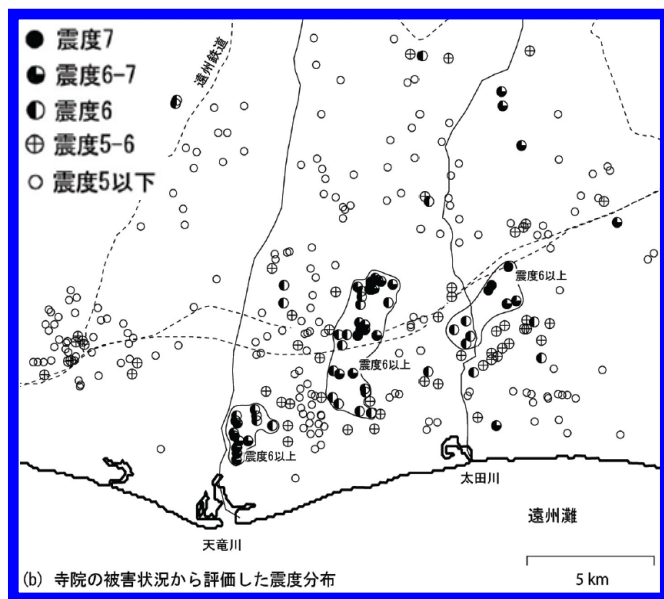 震度7
震度6-7
震度6
震度5-6
震度5以下
遠州鉄道
震度6以上
震度6以上
震度6以上
太田川
天竜川
遠州灘
5 km
(b) 寺院の被害状況から評価した震度分布